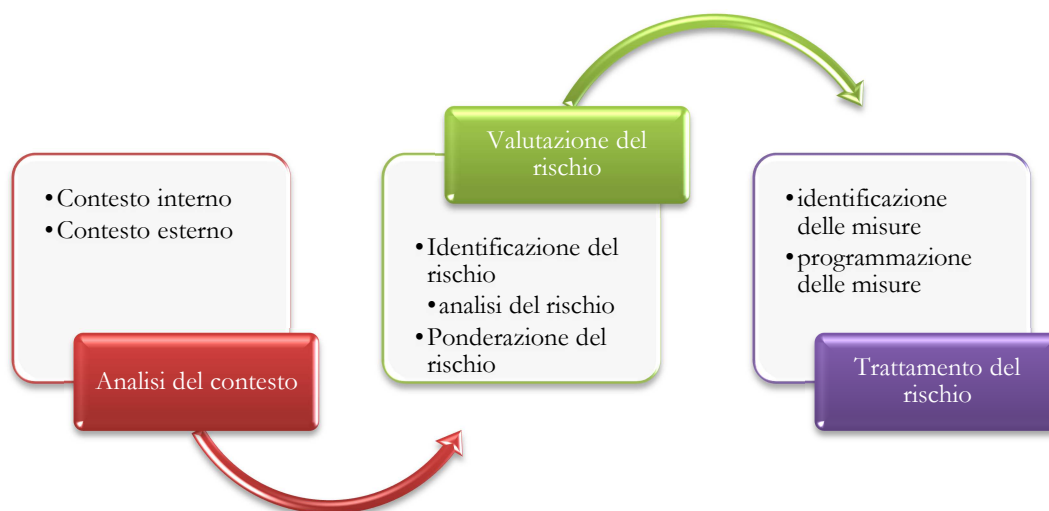 •Contesto interno
•Contesto esterno
Analisi del contesto
Valutazione del
rischio
•Identificazione del
rischio
•analisi del rischio
•Ponderazione del
rischio
•identificazione
delle misure
•programmazione
delle misure
Trattamento del
rischio